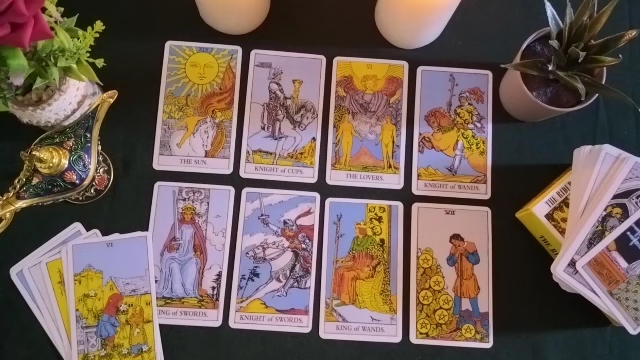 THE SUN.
KNIGHT of CUPS.
VI
THE LOVERS.
KNIGHT of WANDS.
VI
ING of SWORDS.
KNIGHT of SWORDS.
KING of WANDS.
VII